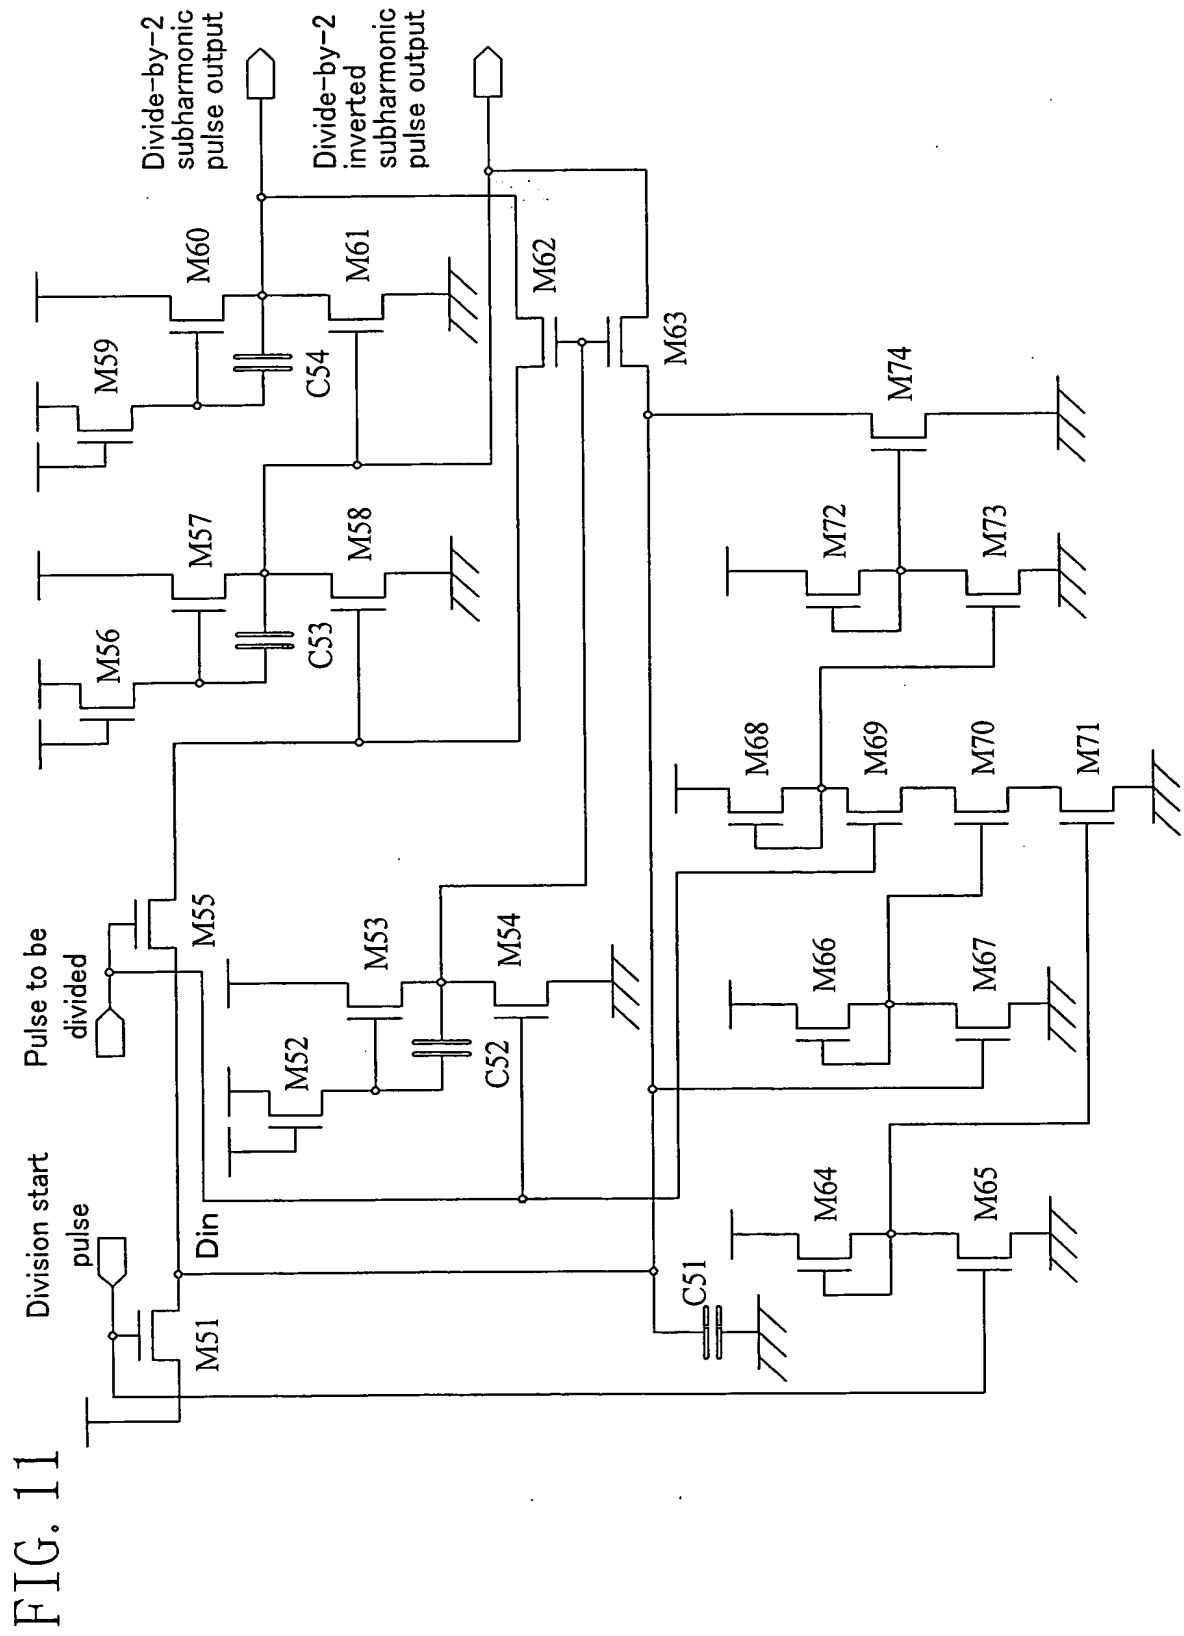 FIG. 11
Division start
pulse
Pulse to be
divided
Divide-by-2
subharmonic
pulse output
Divide-by-2
inverted
subharmonic
pulse output
M51
Din
M55
M52
M53
C52
M54
M56
M57
C53
M58
M59
M60
C54
M61
M62
M63
C51
M64
M65
M66
M67
M68
M69
M70
M71
M72
M73
M74